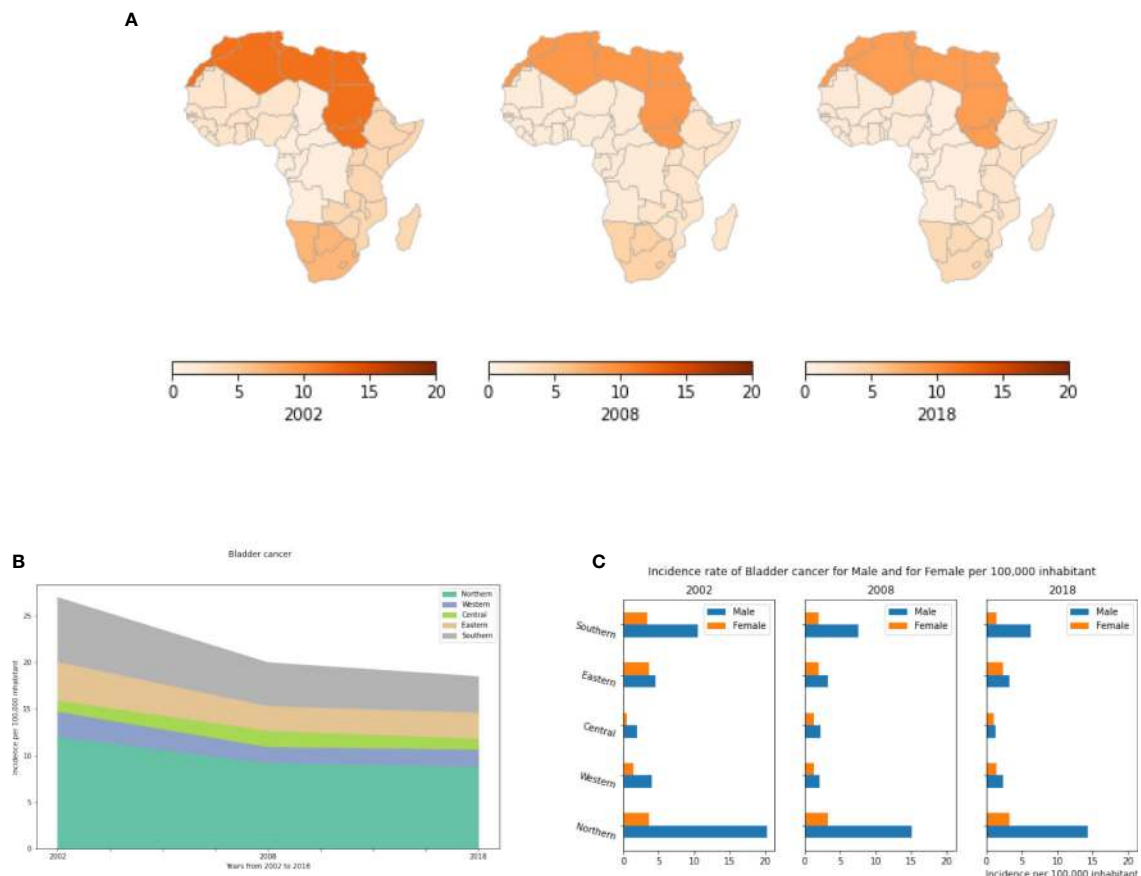 A
0 5 10 15 20
2002
0 5 10 15 20
2008
0 5 10 15 20
2018
B
Bladder cancer
Northern
Western
Central
Eastern
Southern
Incidence per 100,000 inhabitant
25
20
15
10
5
0
2002 2008 2018
Years from 2002 to 2018
C
Incidence rate of Bladder cancer for Male and for Female per 100,000 inhabitant
2002
2008
2018
Male
Female
Male
Female
Male
Female
Southern
Eastern
Central
Western
Northern
0 5 10 15 20
0 5 10 15 20
0 5 10 15 20
Incidence per 100,000 inhabitant